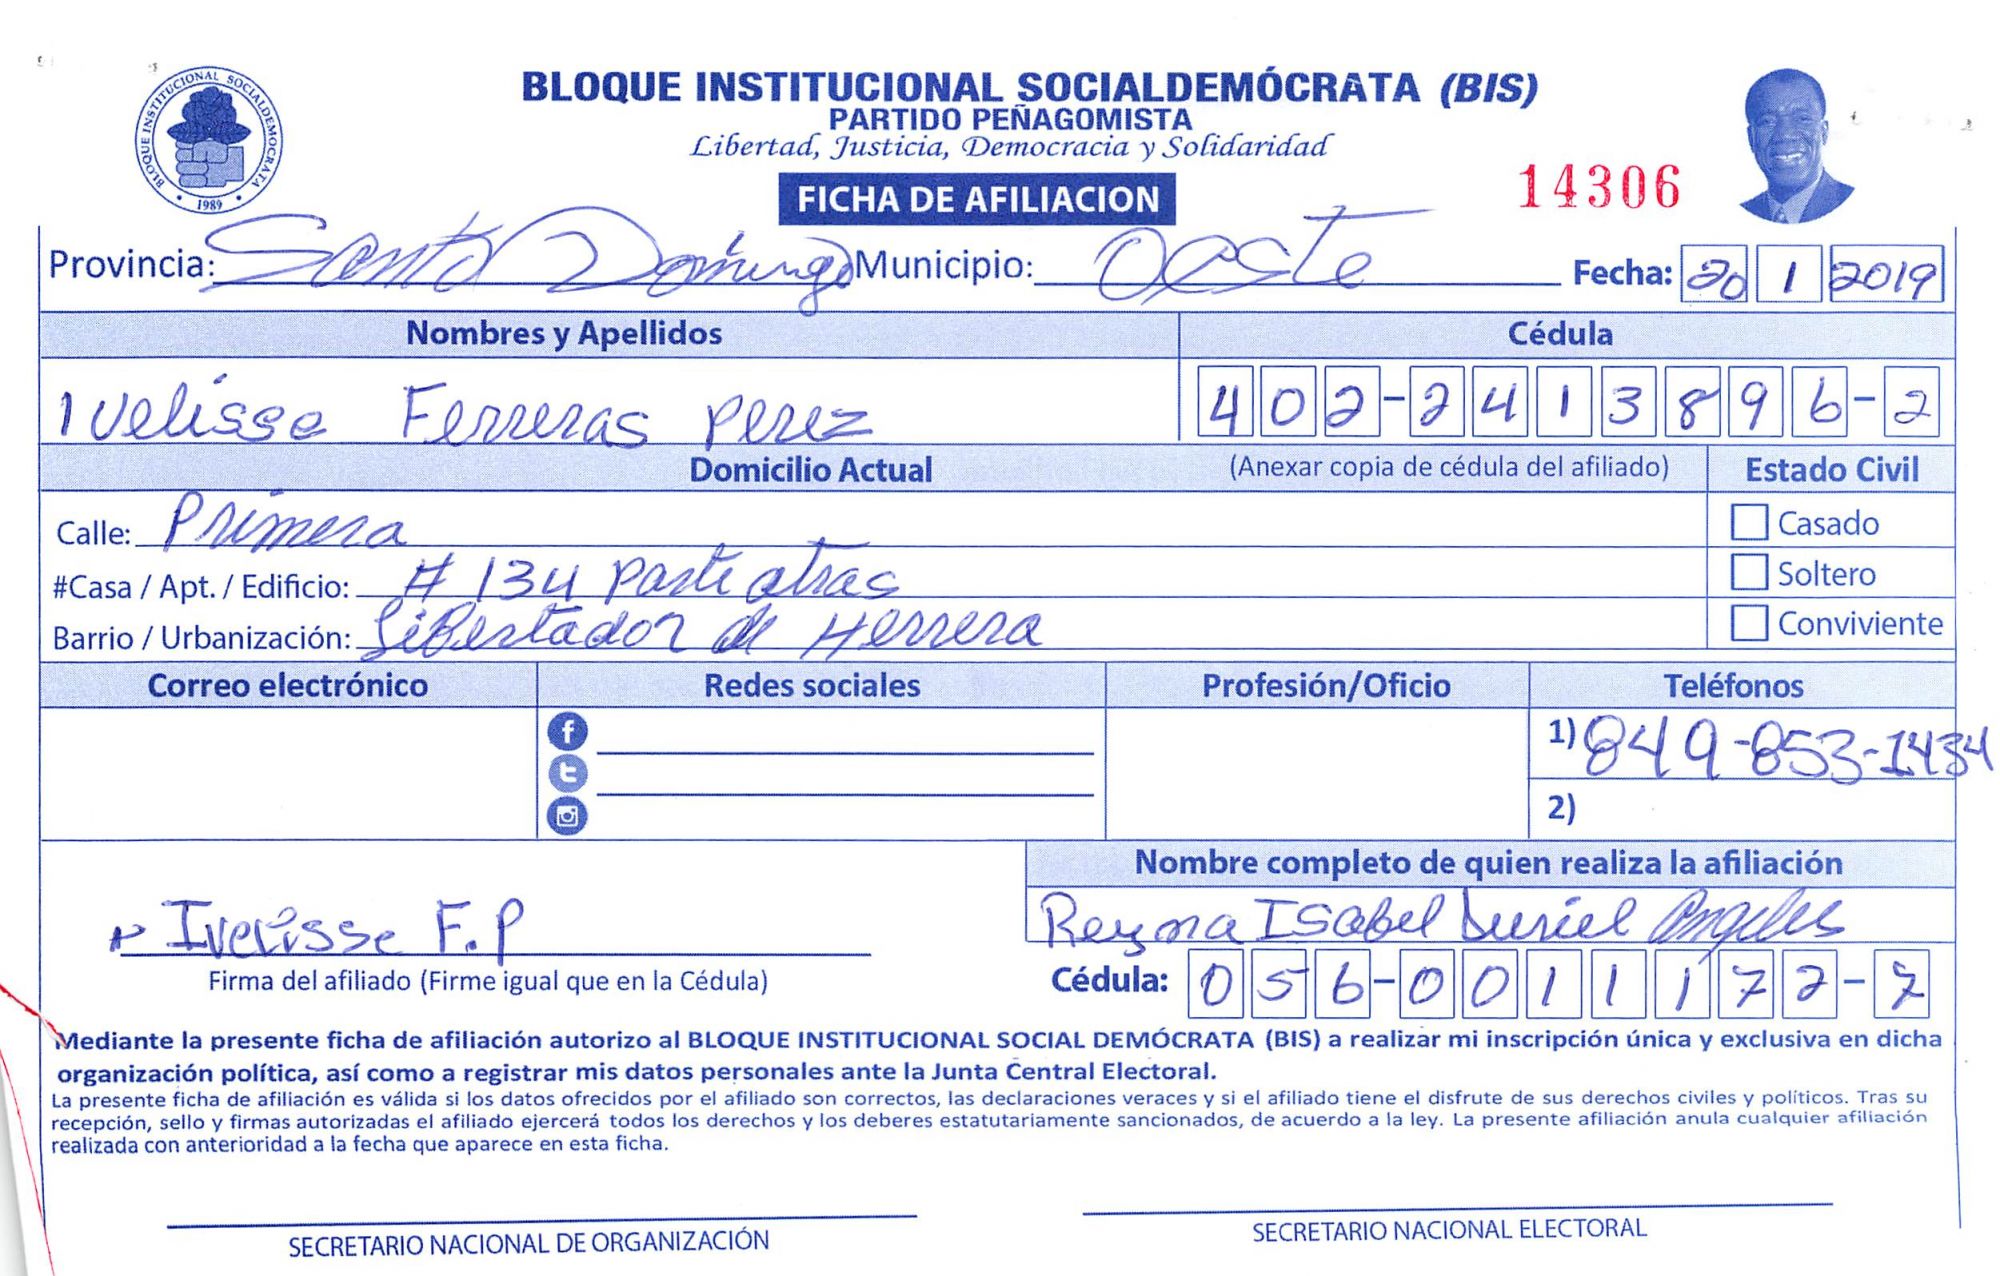 BLOQUE INSTITUCIONAL SOCIALDEMOCRATA
1989
BLOQUE INSTITUCIONAL SOCIALDEMÓCRATA (BIS)
PARTIDO PEÑAGOMISTA
Libertad, Justicia, Democracia y Solidaridad
FICHA DE AFILIACION
14306
Provincia: Santo Domingo Municipio: Oeste Fecha: 20 1 2019
Nombres y Apellidos Cédula
Ivelisse Ferreras Perez 402-2413896-2
Domicilio Actual (Anexar copia de cédula del afiliado) Estado Civil
Calle: Primera Casado
#Casa / Apt. / Edificio: # 134 parte atras Soltero
Barrio / Urbanización: Libertador de Herrera Conviviente
Correo electrónico Redes sociales Profesión/Oficio Teléfonos
1) 849-853-1434
2)
Nombre completo de quien realiza la afiliación
Ivelisse F.P Reyna Isabel Angeles
Firma del afiliado (Firme igual que en la Cédula) Cédula: 056-0011172-7
Mediante la presente ficha de afiliación autorizo al BLOQUE INSTITUCIONAL SOCIAL DEMÓCRATA (BIS) a realizar mi inscripción única y exclusiva en dicha
organización política, así como a registrar mis datos personales ante la Junta Central Electoral.
La presente ficha de afiliación es válida si los datos ofrecidos por el afiliado son correctos, las declaraciones veraces y si el afiliado tiene el disfrute de sus derechos civiles y políticos. Tras su
recepción, sello y firmas autorizadas el afiliado ejercerá todos los derechos y los deberes estatutariamente sancionados, de acuerdo a la ley. La presente afiliación anula cualquier afiliación
realizada con anterioridad a la fecha que aparece en esta ficha.
SECRETARIO NACIONAL DE ORGANIZACIÓN SECRETARIO NACIONAL ELECTORAL